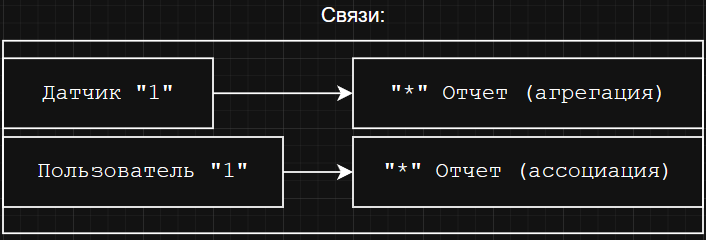 Связи:
Датчик "1" "*" Отчет (агрегация)
Пользователь "1" "*" Отчет (ассоциация)